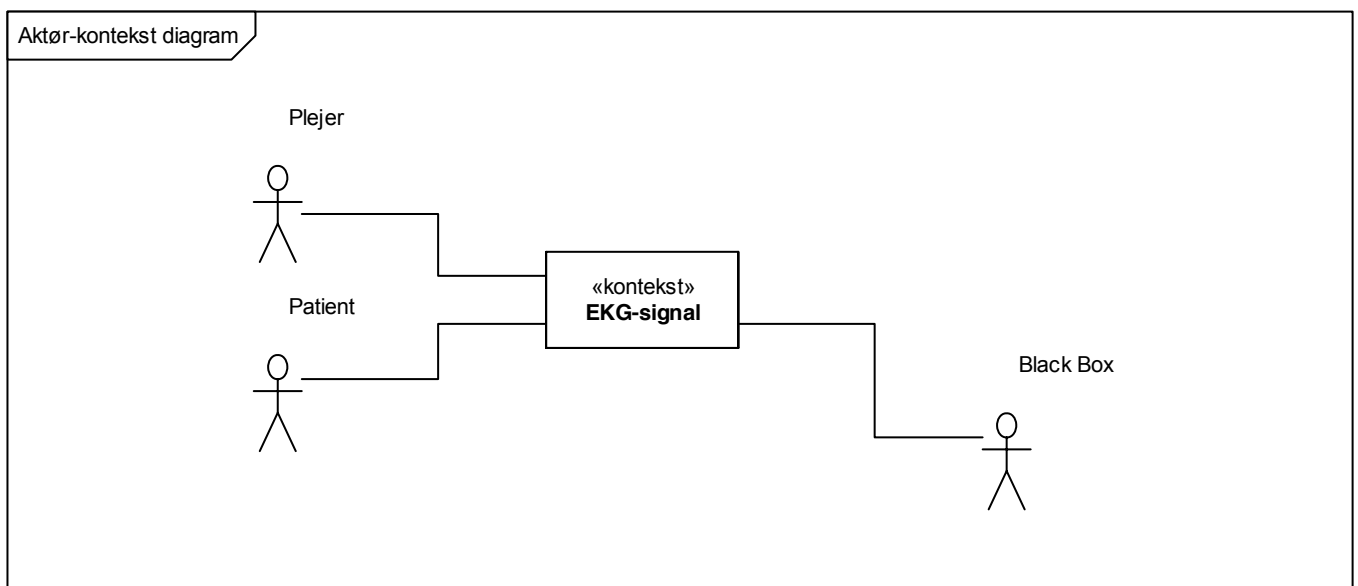 Aktør-kontekst diagram
Plejer
«kontekst»
EKG-signal
Patient
Black Box